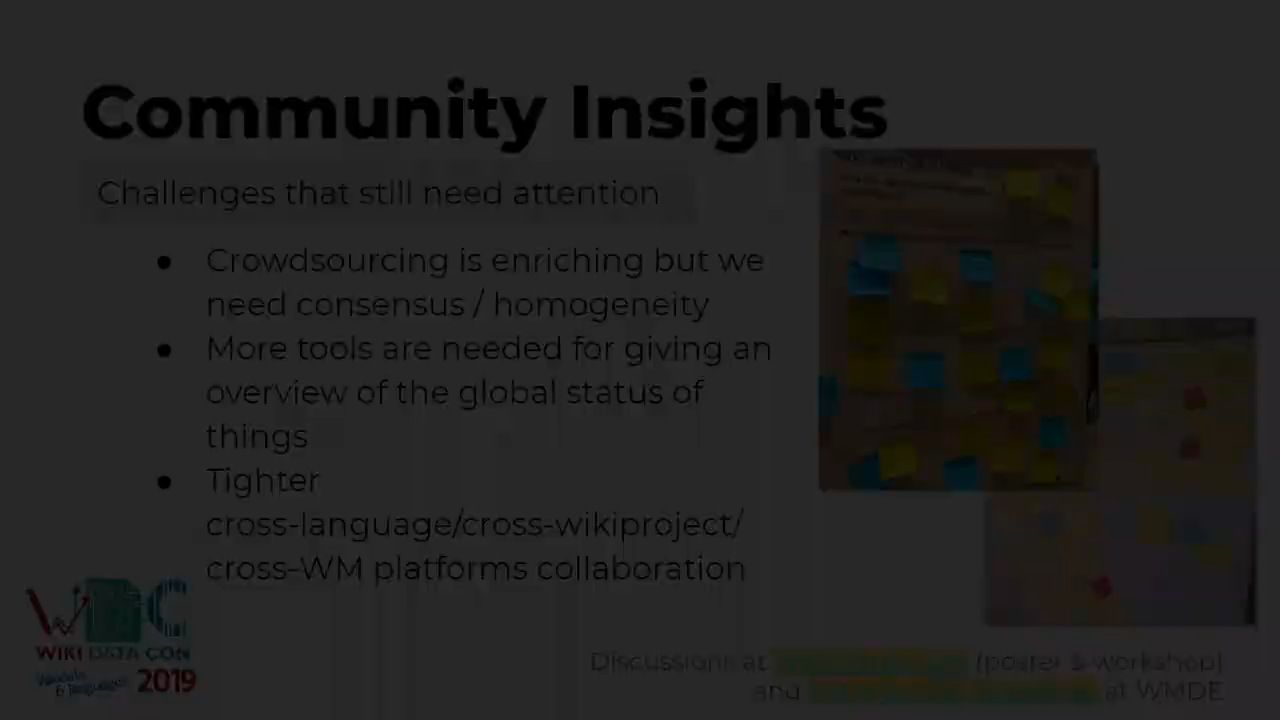 Community Insights
Challenges that still need attention
● Crowdsourcing is enriching but we
need consensus / homogeneity
● More tools are needed for giving an
overview of the global status of
things
● Tighter
cross-language/cross-wikiproject/
cross-WM platforms collaboration
WIKI DATA CON
& languages 2019
Discussions at (poster & workshop)
and at WMDE